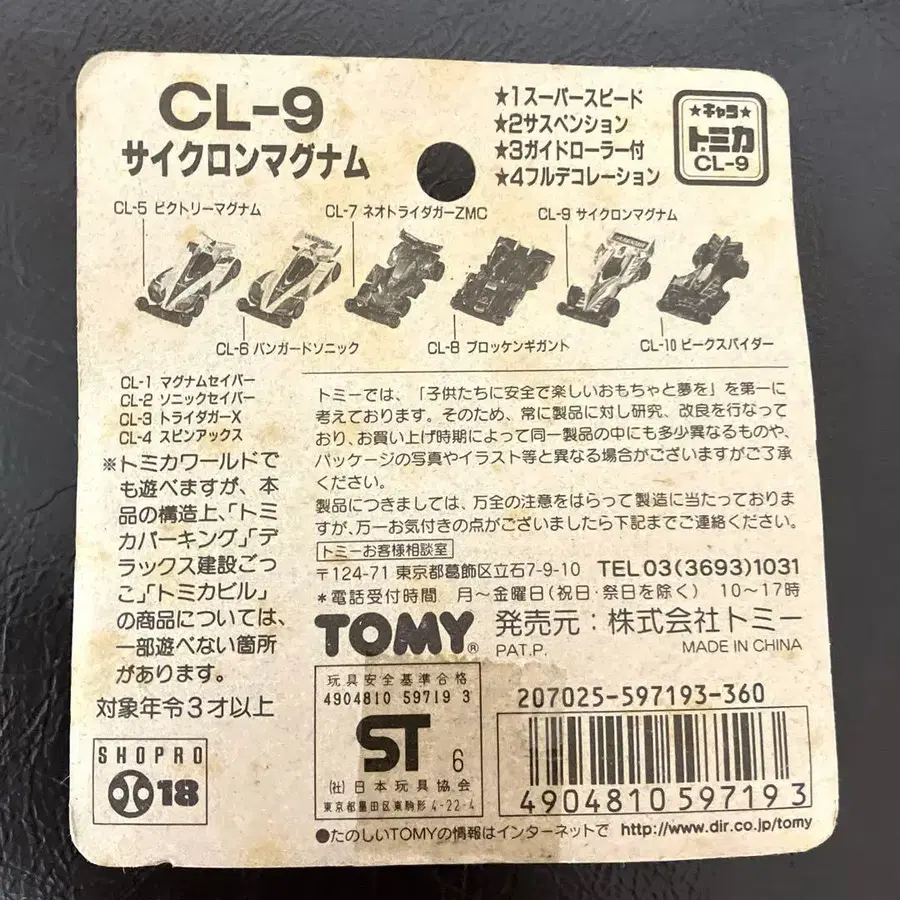 CL-9
サイクロンマグナム
★1スーパースピード
★2サスペンション
★3ガイドローラー付
★4フルデコレーション
★キャラ★
トミカ
CL-9
CL-5 ビクトリーマグナム
CL-7 ネオトライダガーZMC
CL-9 サイクロンマグナム
CL-6 バンガードソニック
CL-8 ブロッケンギガント
CL-10 ビークスパイダー
CL-1 マグナムセイバー
CL-2 ソニックセイバー
CL-3 トライダガーX
CL-4 スピンアックス
※トミカワールドで
も遊べますが、本
品の構造上、「トミ
カパーキング」「デ
ラックス建設ごっ
こ」「トミカビル」
の商品については、
一部遊べない箇所
があります。
対象年令3才以上
SHOPRO
18
トミーでは、「子供たちに安全で楽しいおもちゃと夢を」を第一に
考えております。そのため、常に製品に対し研究、改良を行なって
おり、お買い上げ時期によって同一製品の中にも多少異なるものや、
パッケージの写真やイラスト等と異なる場合がございますがご了承
ください。
製品につきましては、万全の注意をはらって製造に当たっておりま
すが、万一お気付きの点がございましたら下記までご連絡ください。
トミーお客様相談室
〒124-71 東京都葛飾区立石7-9-10 TEL03(3693)1031
*電話受付時間 月〜金曜日(祝日・祭日を除く) 10〜17時
TOMY® 発売元:株式会社トミー
PAT.P. MADE IN CHINA
玩具安全基準合格
4904810 59719 3
ST 6
(社)日本玩具協会
東京都墨田区東駒形4-22-4
207025-597193-360
4904810597193
●たのしいTOMYの情報はインターネットで http://www.dir.co.jp/tomy